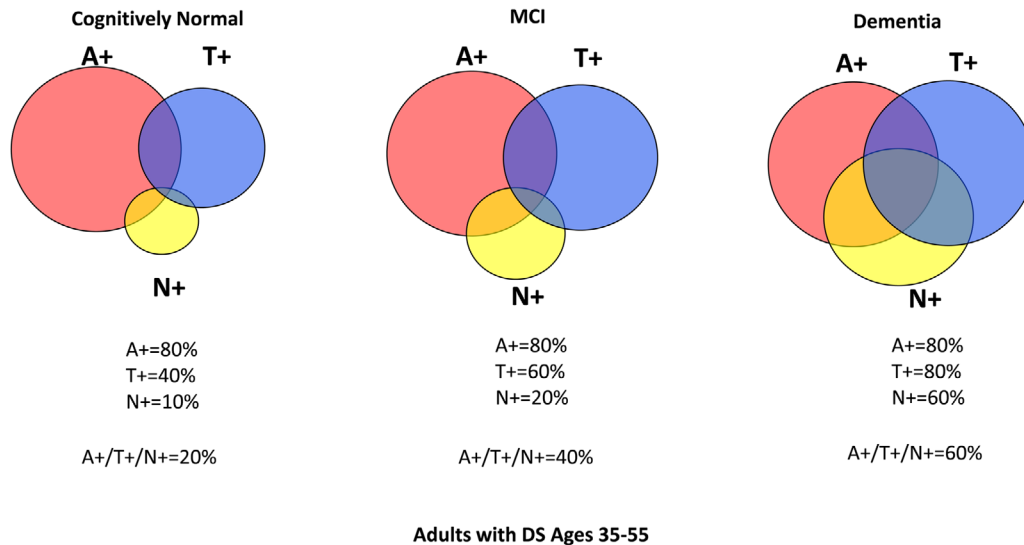 Cognitively Normal
A+ T+
N+
A+=80%
T+=40%
N+=10%
A+/T+/N+=20%
MCI
A+ T+
N+
A+=80%
T+=60%
N+=20%
A+/T+/N+=40%
Dementia
A+ T+
N+
A+=80%
T+=80%
N+=60%
A+/T+/N+=60%
Adults with DS Ages 35-55